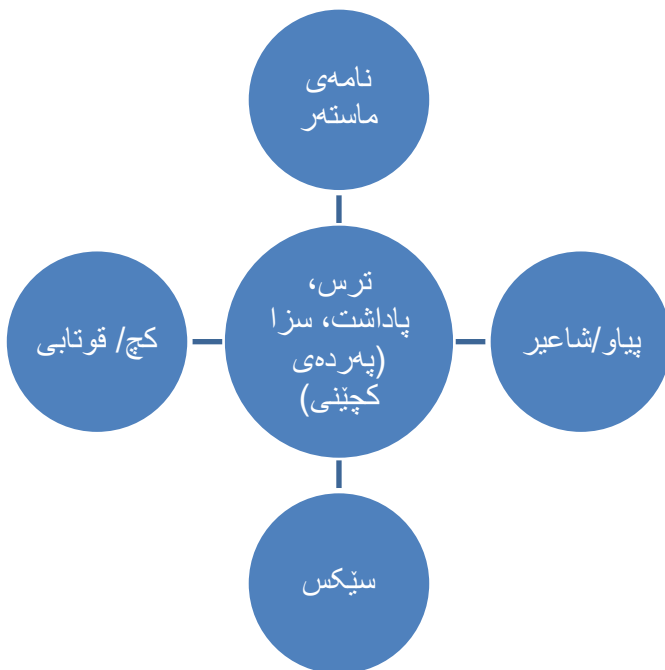 نامەی
ماستەر
ترس،
پاداشت، سزا
(پەردەی
کچێنی)
پیاو/شاعیر
کچ/ قوتابی
سێکس